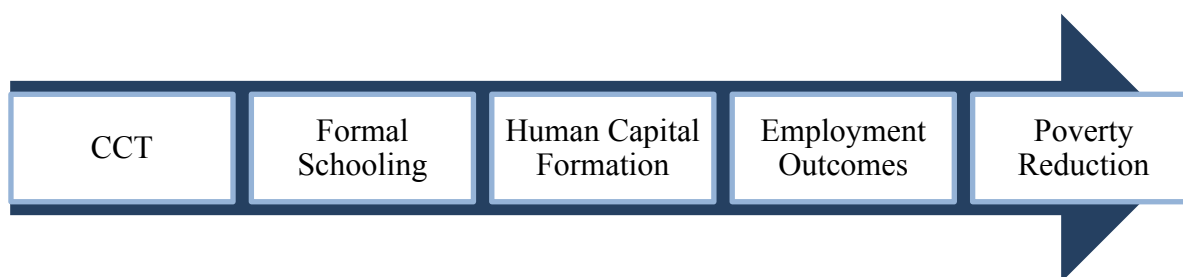 CCT
Formal
Schooling
Human Capital
Formation
Employment
Outcomes
Poverty
Reduction